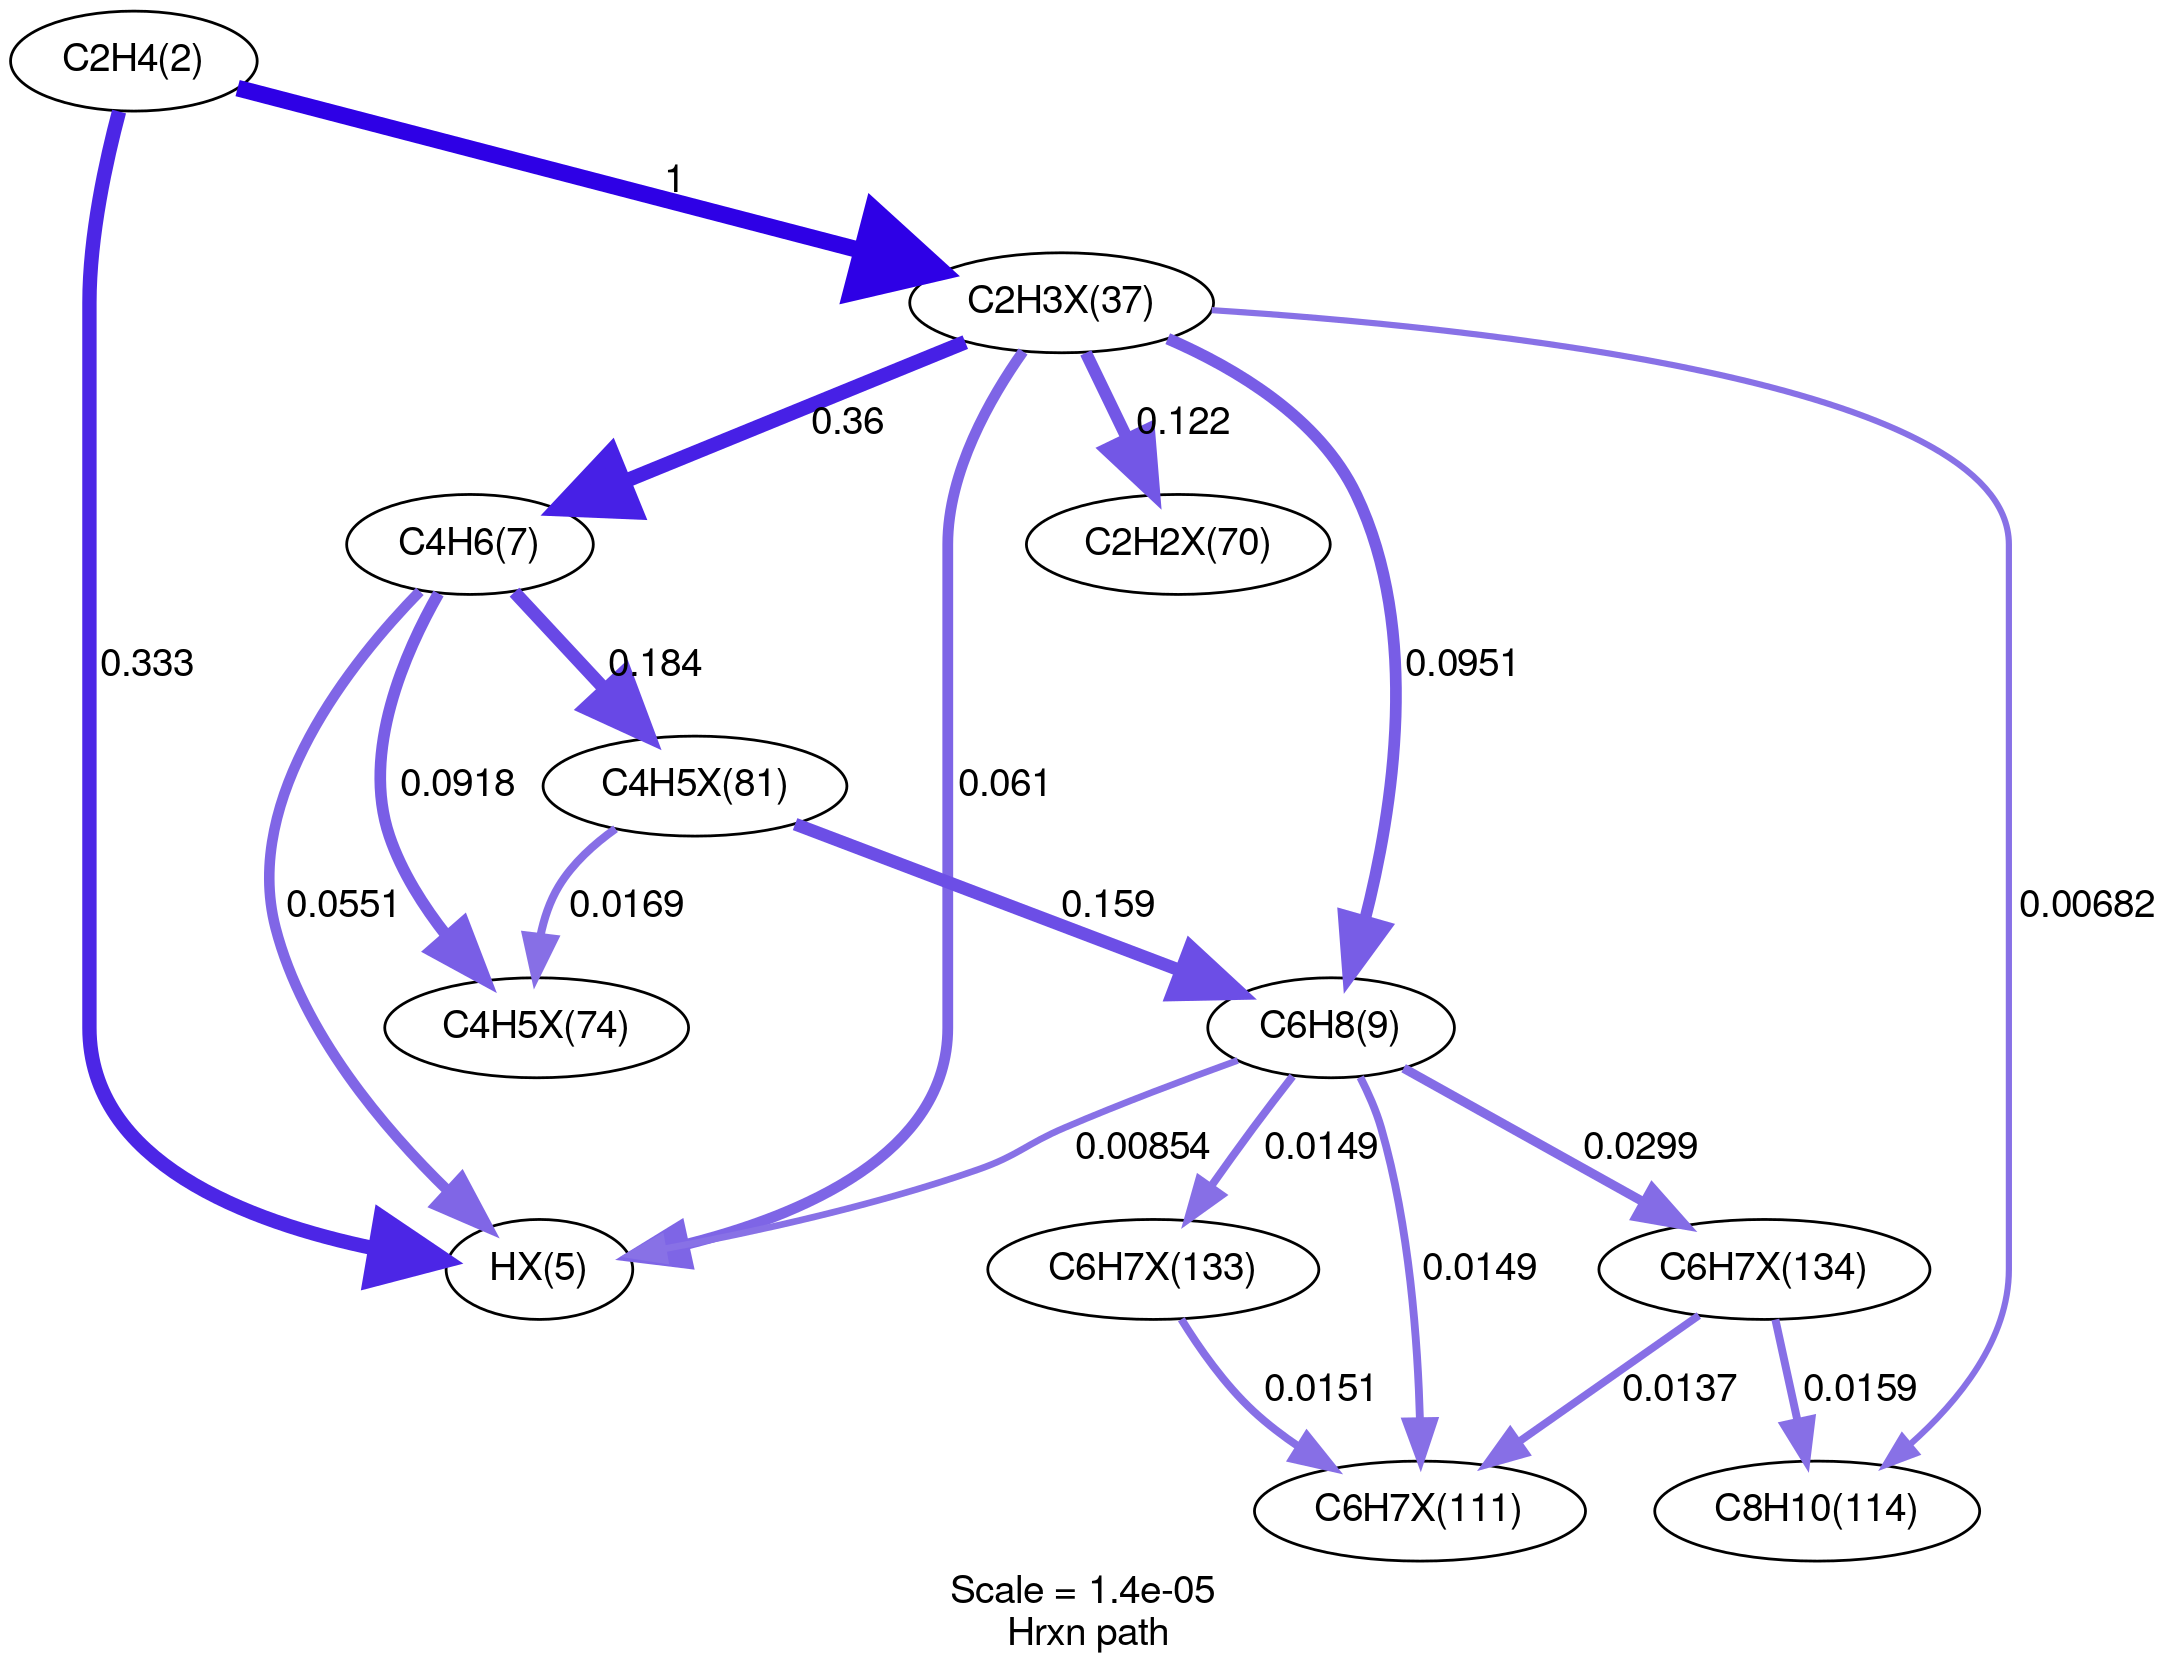 C2H4(2)
1
C2H3X(37)
0.36
0.122
C4H6(7)
C2H2X(70)
0.333
0.184
0.0951
0.0918
C4H5X(81)
0.061
0.0551
0.0169
0.159
0.00682
C4H5X(74)
C6H8(9)
0.00854
0.0149
0.0299
HX(5)
C6H7X(133)
0.0149
C6H7X(134)
0.0151
0.0137
0.0159
C6H7X(111)
C8H10(114)
Scale = 1.4e-05
Hrxn path